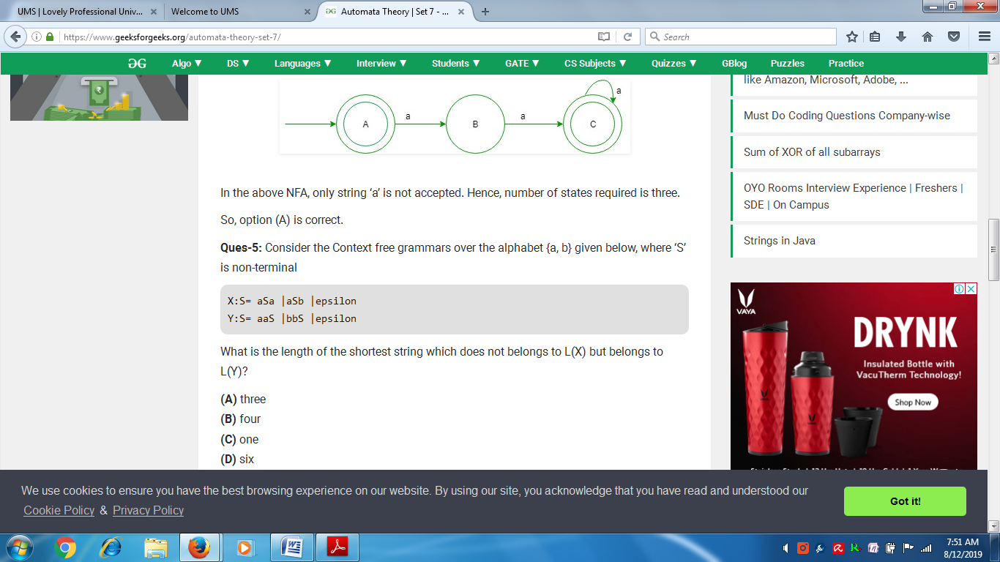 UMS | Lovely Professional Univ...
Welcome to UMS
Automata Theory | Set 7 - ...
https://www.geeksforgeeks.org/automata-theory-set-7/
Search
Algo ▼ DS ▼ Languages ▼ Interview ▼ Students ▼ GATE ▼ CS Subjects ▼ Quizzes ▼ GBlog Puzzles Practice
A a B a C a
In the above NFA, only string ‘a’ is not accepted. Hence, number of states required is three.
So, option (A) is correct.
Ques-5: Consider the Context free grammars over the alphabet {a, b} given below, where ‘S’
is non-terminal
X:S= aSa |aSb |epsilon
Y:S= aaS |bbS |epsilon
What is the length of the shortest string which does not belongs to L(X) but belongs to
L(Y)?
(A) three
(B) four
(C) one
(D) six
like Amazon, Microsoft, Adobe, ...
Must Do Coding Questions Company-wise
Sum of XOR of all subarrays
OYO Rooms Interview Experience | Freshers |
SDE | On Campus
Strings in Java
VAYA
DRYNK
Insulated Bottle with
VacuTherm Technology!
Shop Now
We use cookies to ensure you have the best browsing experience on our website. By using our site, you acknowledge that you have read and understood our
Cookie Policy & Privacy Policy
Got it!
7:51 AM
8/12/2019